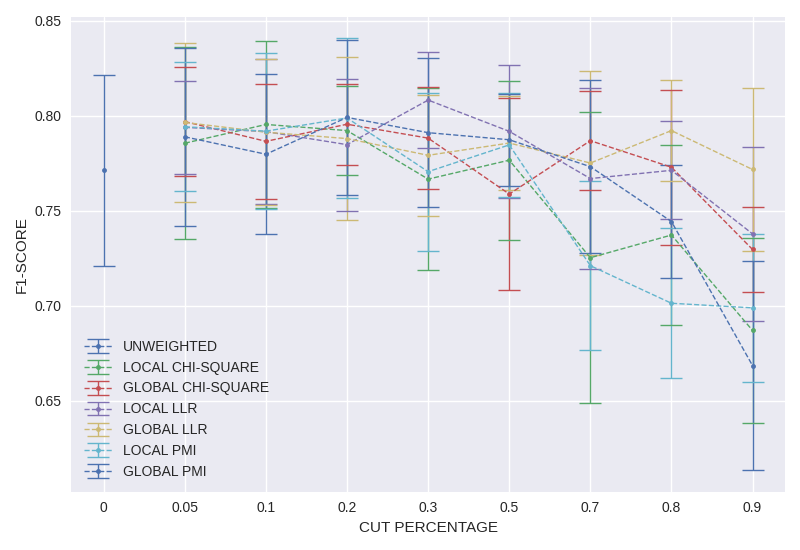 0.85
0.80
0.75
0.70
0.65
F1-SCORE
UNWEIGHTED
LOCAL CHI-SQUARE
GLOBAL CHI-SQUARE
LOCAL LLR
GLOBAL LLR
LOCAL PMI
GLOBAL PMI
0 0.05 0.1 0.2 0.3 0.5 0.7 0.8 0.9
CUT PERCENTAGE